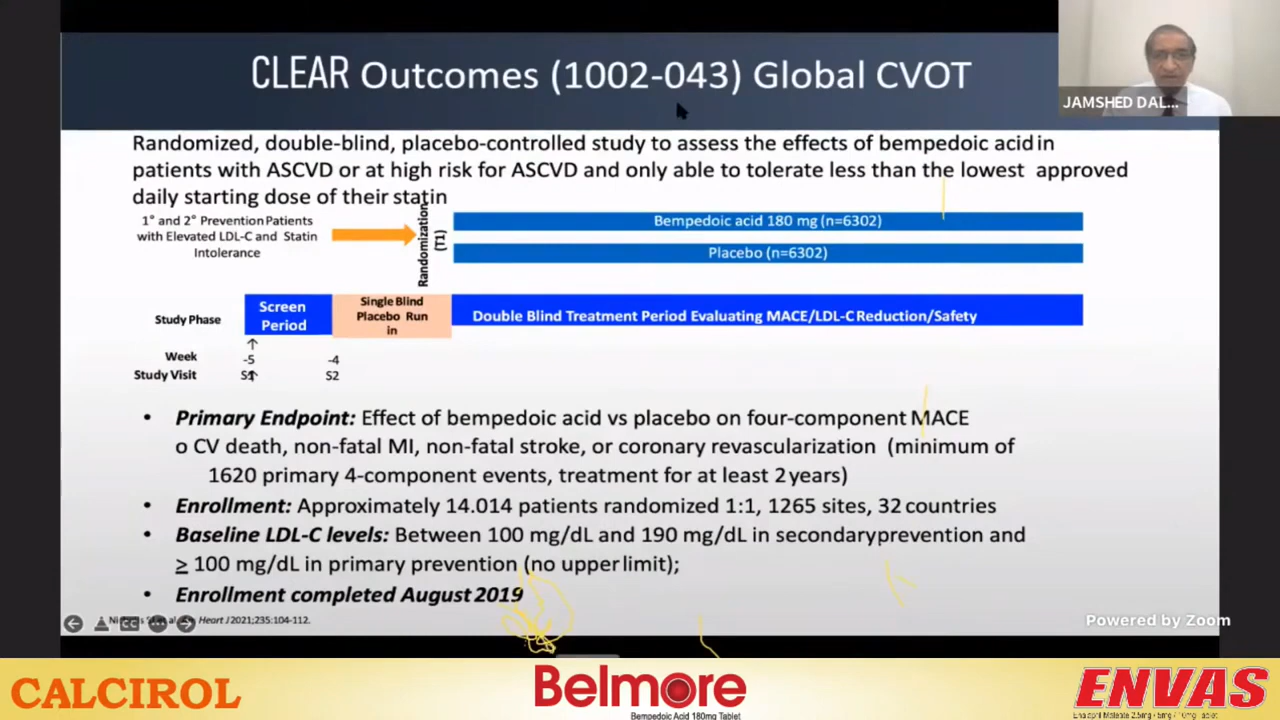 CLEAR Outcomes (1002-043) Global CVOT
JAMSHED DAL...
Randomized, double-blind, placebo-controlled study to assess the effects of bempedoic acid in
patients with ASCVD or at high risk for ASCVD and only able to tolerate less than the lowest approved
daily starting dose of their statin
1° and 2° Prevention Patients
with Elevated LDL-C and Statin
Intolerance
Randomization
(T1)
Bempedoic acid 180 mg (n=6302)
Placebo (n=6302)
Study Phase
Screen
Period
Single Blind
Placebo Run
in
Double Blind Treatment Period Evaluating MACE/LDL-C Reduction/Safety
Week
-5
-4
Study Visit
S1
S2
• Primary Endpoint: Effect of bempedoic acid vs placebo on four-component MACE
o CV death, non-fatal MI, non-fatal stroke, or coronary revascularization (minimum of
1620 primary 4-component events, treatment for at least 2 years)
• Enrollment: Approximately 14.014 patients randomized 1:1, 1265 sites, 32 countries
• Baseline LDL-C levels: Between 100 mg/dL and 190 mg/dL in secondaryprevention and
≥ 100 mg/dL in primary prevention (no upper limit);
• Enrollment completed August 2019
Heart J 2021;235:104-112.
CC
Powered by Zoom
CALCIROL
Belmore
Bempedoic Acid 180mg Tablet
ENVAS
Enalapril Maleate 2.5mg / 5mg / 10mg Tablet